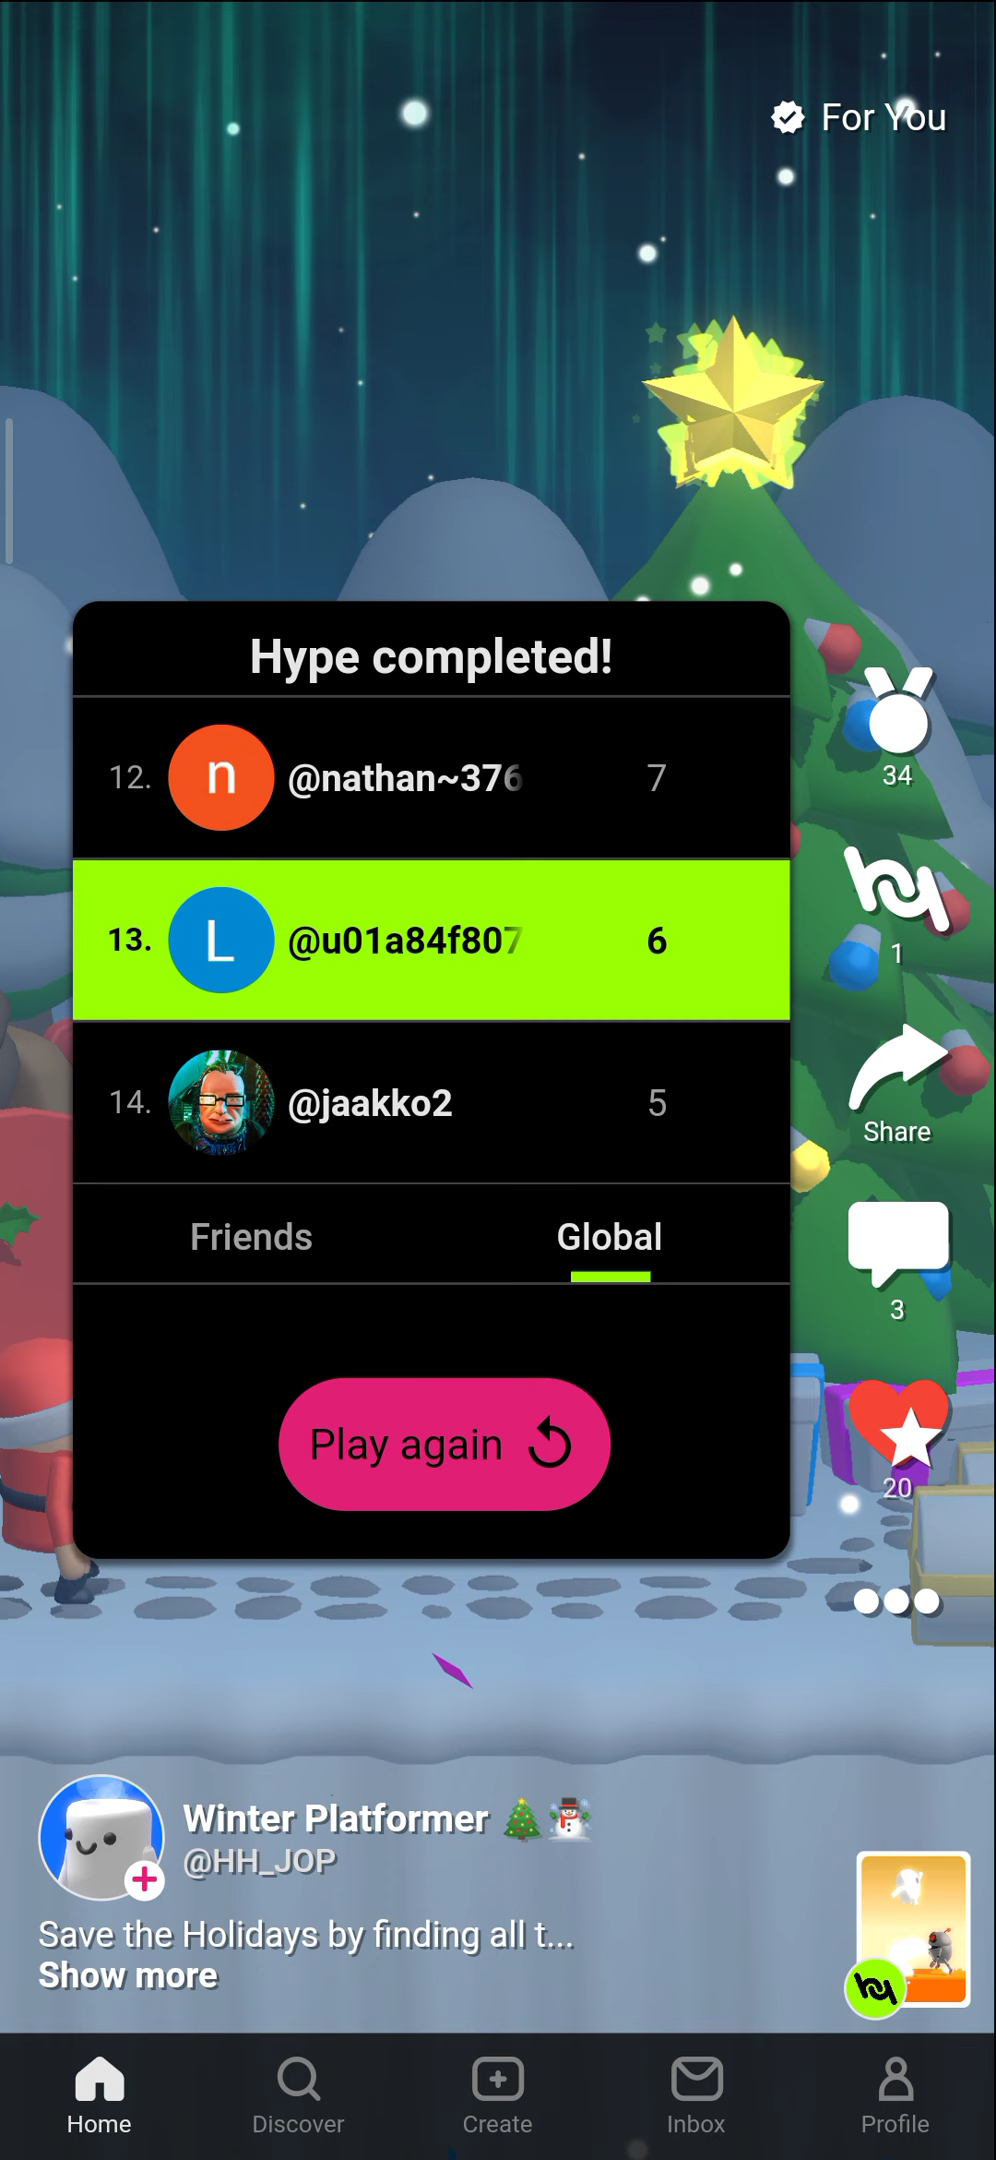 For You
Hype completed!
12. n @nathan~376 7
13. L @u01a84f807 6
14. @jaakko2 5
Friends Global
Play again
34
1
Share
3
20
Winter Platformer 🎄☃️
@HH_JOP
Save the Holidays by finding all t...
Show more
Home Discover Create Inbox Profile